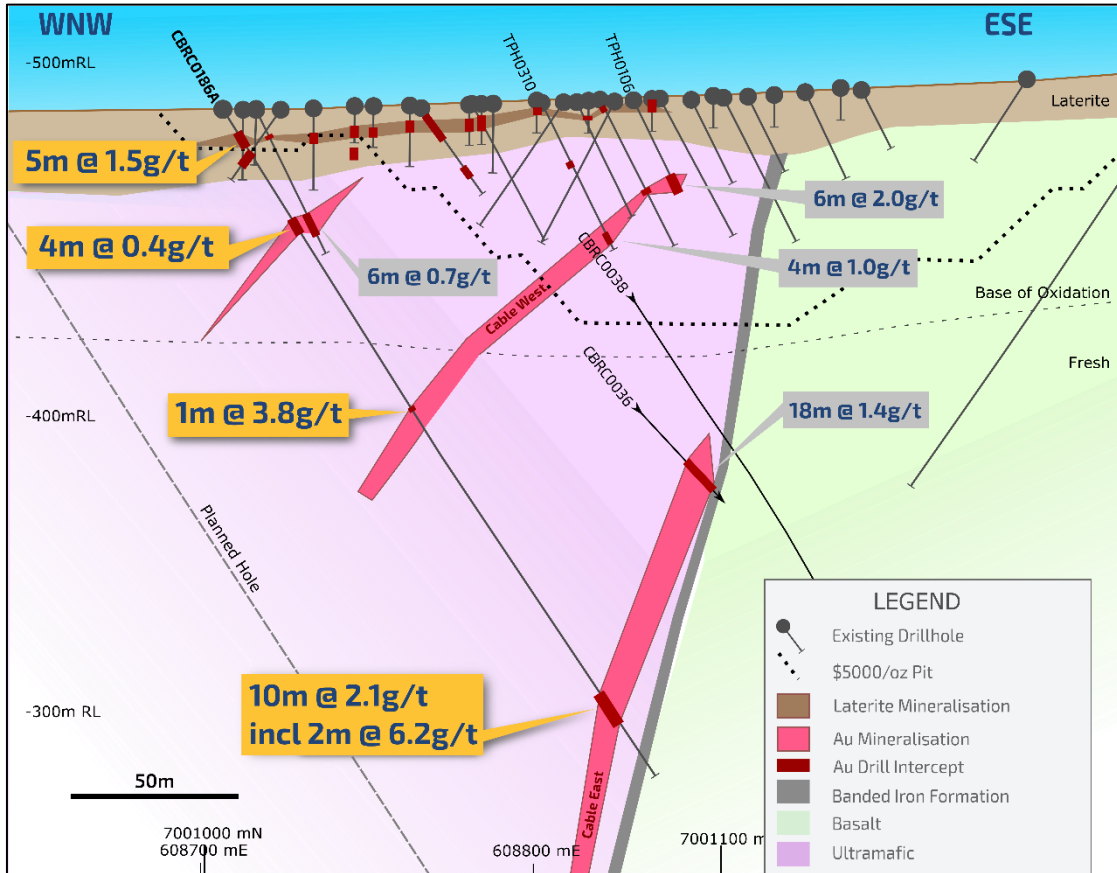 WNW
ESE
-500mRL
CBRC0186A
TPH0310
TPH0106
Laterite
5m @ 1.5g/t
6m @ 2.0g/t
4m @ 0.4g/t
6m @ 0.7g/t
4m @ 1.0g/t
CBRC0038
Base of Oxidation
Cable West
CBRC0036
Fresh
-400mRL
1m @ 3.8g/t
18m @ 1.4g/t
Planned Hole
10m @ 2.1g/t
incl 2m @ 6.2g/t
-300m RL
Cable East
50m
7001000 mN
608700 mE
608800 mE
7001100 m
LEGEND
Existing Drillhole
$5000/oz Pit
Laterite Mineralisation
Au Mineralisation
Au Drill Intercept
Banded Iron Formation
Basalt
Ultramafic